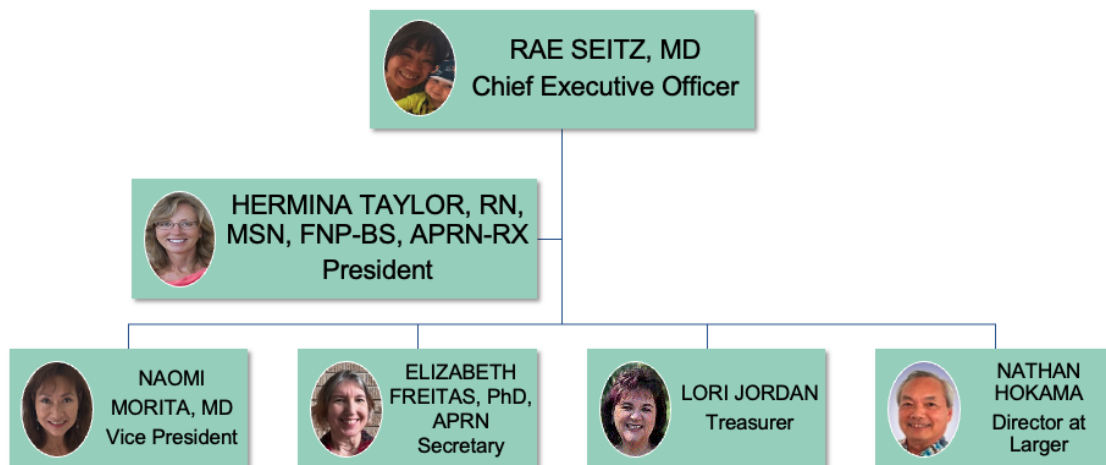 RAE SEITZ, MD
Chief Executive Officer
HERMINA TAYLOR, RN,
MSN, FNP-BS, APRN-RX
President
NAOMI
MORITA, MD
Vice President
ELIZABETH
FREITAS, PhD,
APRN
Secretary
LORI JORDAN
Treasurer
NATHAN
HOKAMA
Director at
Larger